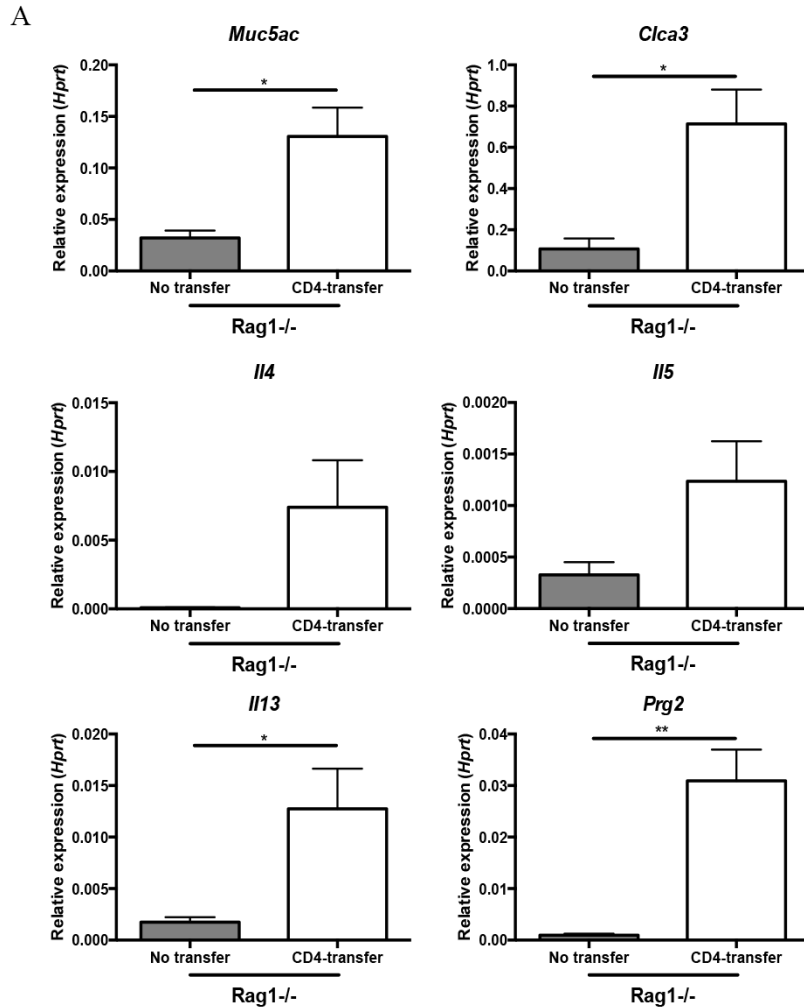 A
Muc5ac
Relative expression (Hprt)
0.20
0.15
0.10
0.05
0.00
*
No transfer CD4-transfer
Rag1-/-
Clca3
Relative expression (Hprt)
1.0
0.8
0.6
0.4
0.2
0.0
*
No transfer CD4-transfer
Rag1-/-
Il4
Relative expression (Hprt)
0.015
0.010
0.005
0.000
No transfer CD4-transfer
Rag1-/-
Il5
Relative expression (Hprt)
0.0020
0.0015
0.0010
0.0005
0.0000
No transfer CD4-transfer
Rag1-/-
Il13
Relative expression (Hprt)
0.020
0.015
0.010
0.005
0.000
*
No transfer CD4-transfer
Rag1-/-
Prg2
Relative expression (Hprt)
0.04
0.03
0.02
0.01
0.00
**
No transfer CD4-transfer
Rag1-/-